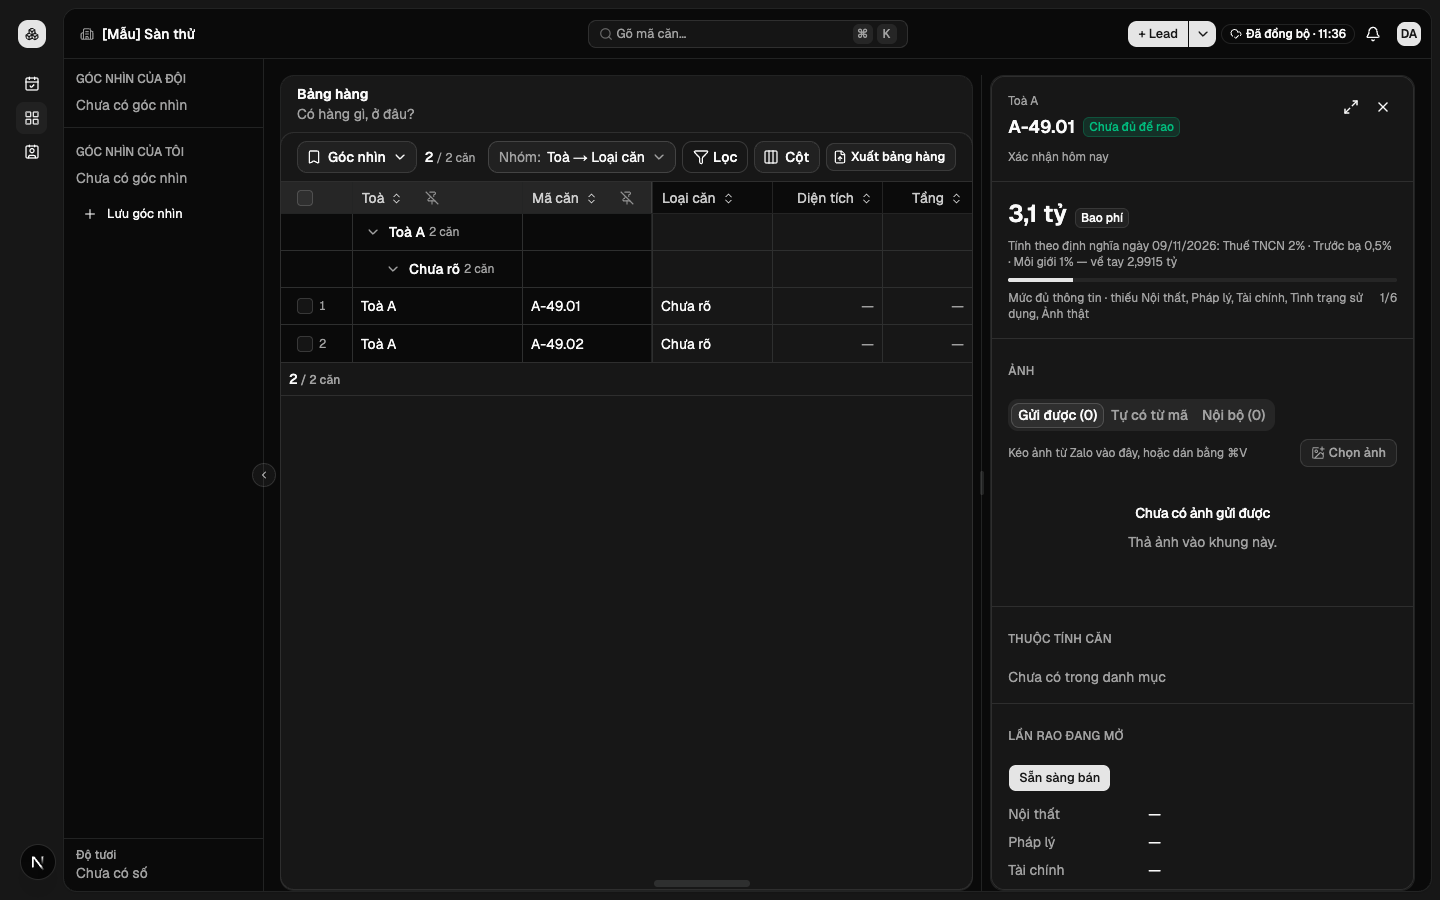 [Mẫu] Sàn thử
Gõ mã căn...
⌘ K
+ Lead
Đã đồng bộ · 11:36
DA
GÓC NHÌN CỦA ĐỘI
Chưa có góc nhìn
GÓC NHÌN CỦA TÔI
Chưa có góc nhìn
+ Lưu góc nhìn
Độ tươi
Chưa có số
N
Bảng hàng
Có hàng gì, ở đâu?
Góc nhìn
2 / 2 căn
Nhóm: Toà → Loại căn
Lọc
Cột
Xuất bảng hàng
Toà Mã căn Loại căn Diện tích Tầng
Toà A 2 căn
Chưa rõ 2 căn
1 Toà A A-49.01 Chưa rõ — —
2 Toà A A-49.02 Chưa rõ — —
2 / 2 căn
Toà A
A-49.01 Chưa đủ để rao
Xác nhận hôm nay
3,1 tỷ Bao phí
Tính theo định nghĩa ngày 09/11/2026: Thuế TNCN 2% · Trước bạ 0,5%
· Môi giới 1% — về tay 2,9915 tỷ
Mức đủ thông tin · thiếu Nội thất, Pháp lý, Tài chính, Tình trạng sử 1/6
dụng, Ảnh thật
ẢNH
Gửi được (0) Tự có từ mã Nội bộ (0)
Kéo ảnh từ Zalo vào đây, hoặc dán bằng ⌘V
Chọn ảnh
Chưa có ảnh gửi được
Thả ảnh vào khung này.
THUỘC TÍNH CĂN
Chưa có trong danh mục
LẦN RAO ĐANG MỞ
Sẵn sàng bán
Nội thất —
Pháp lý —
Tài chính —